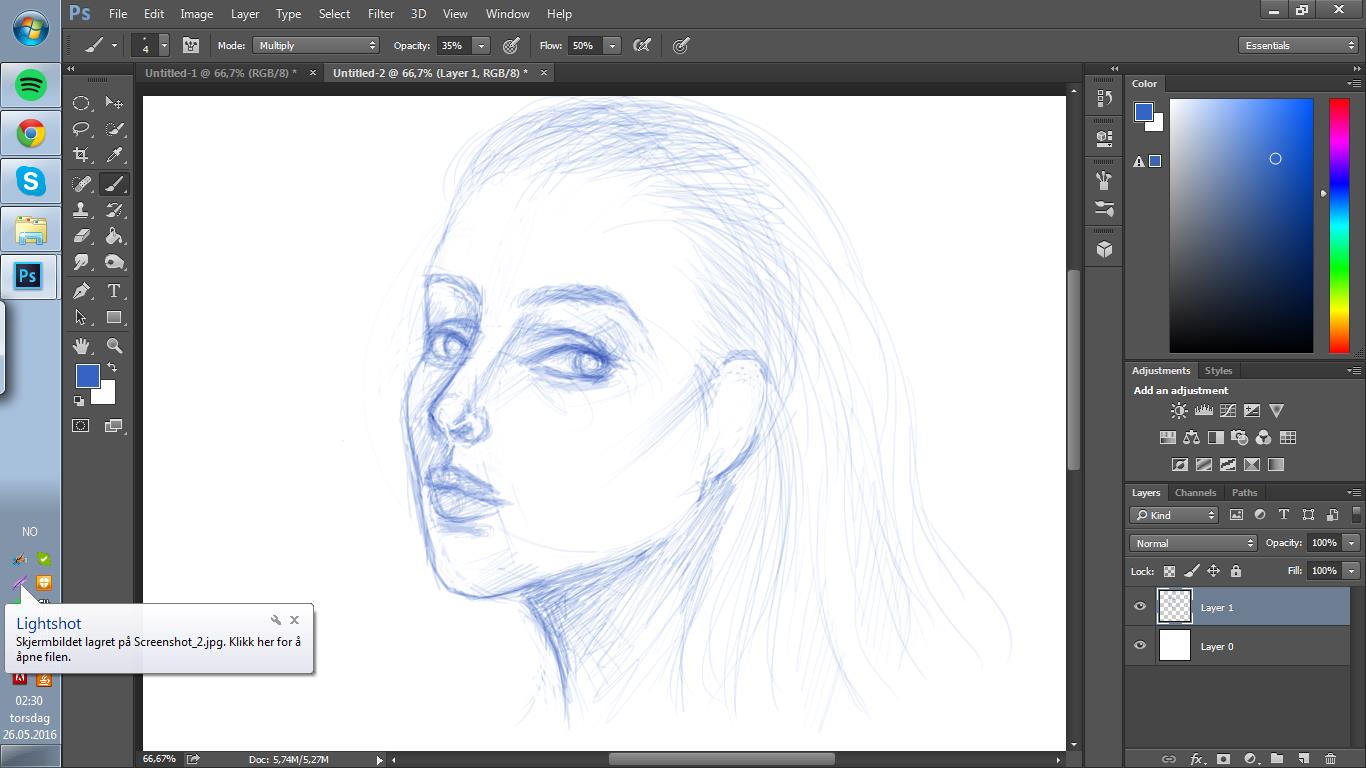 Ps File Edit Image Layer Type Select Filter 3D View Window Help
4 Mode: Multiply Opacity: 35% Flow: 50% Essentials
Untitled-1 @ 66,7% (RGB/8) * × Untitled-2 @ 66,7% (Layer 1, RGB/8) * ×
Color
S
Ps
T
Adjustments Styles
Add an adjustment
Layers Channels Paths
Kind T
Normal Opacity: 100%
Lock: Fill: 100%
Layer 1
Layer 0
fx
NO
Lightshot
Skjermbildet lagret på Screenshot_2.jpg. Klikk her for å
åpne filen.
02:30
torsdag
26.05.2016
66,67% Doc: 5,74M/5,27M